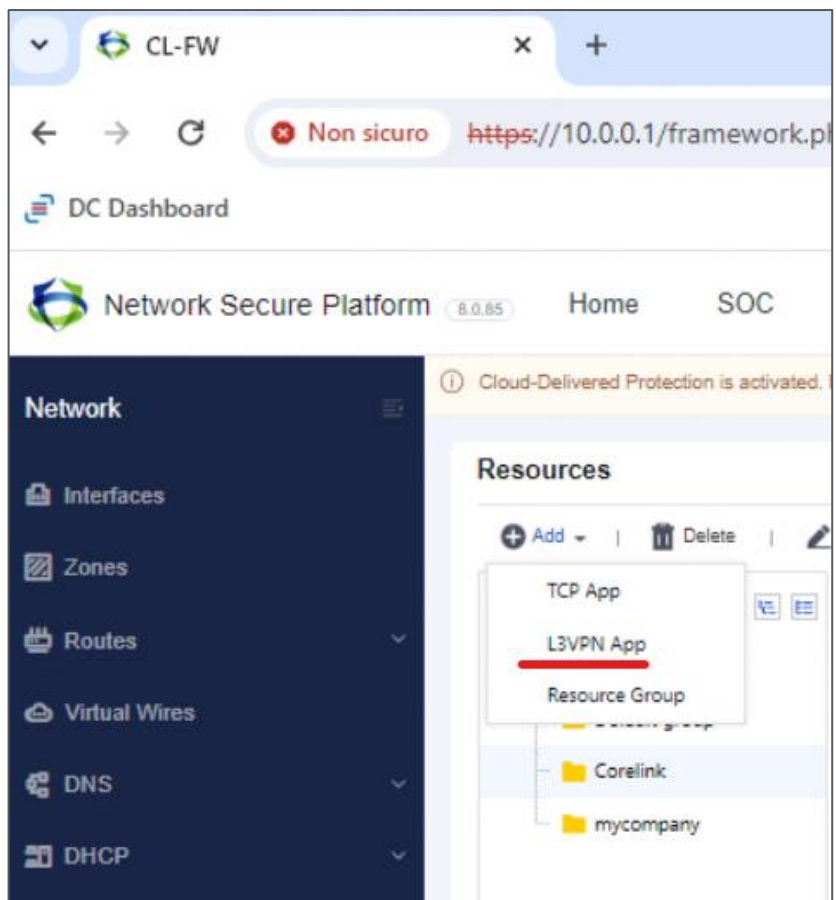 CL-FW
Non sicuro https://10.0.0.1/framework.p
DC Dashboard
Network Secure Platform 8.0.85 Home SOC
Cloud-Delivered Protection is activated.
Network
Resources
Interfaces
Add Delete
Zones
TCP App
Routes
L3VPN App
Resource Group
Virtual Wires
Default group
Corelink
DNS
mycompany
DHCP